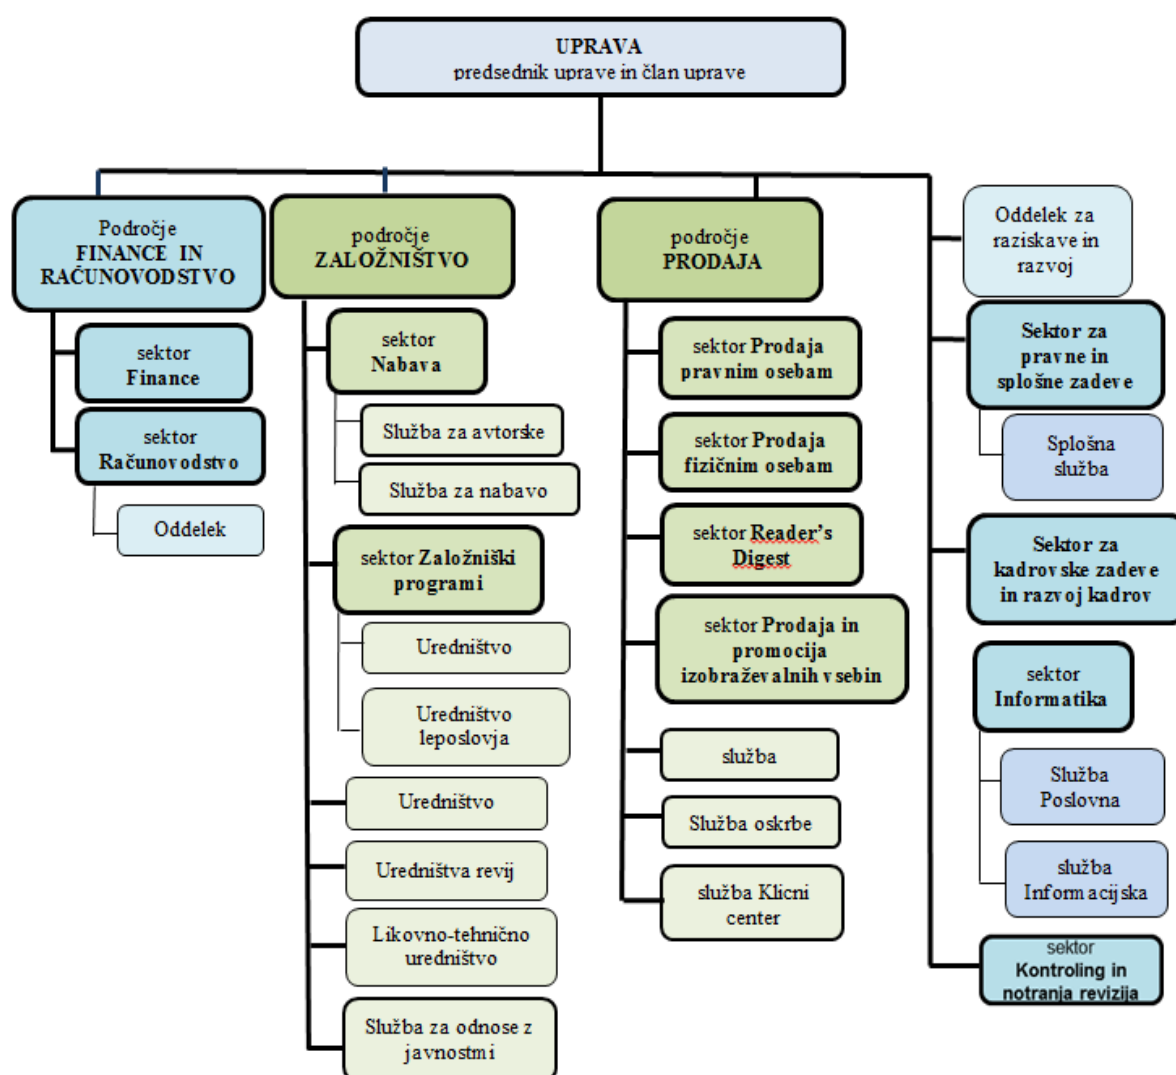 UPRAVA
predsednik uprave in član uprave
Področje
FINANCE IN
RAČUNOVODSTVO
sektor
Finance
sektor
Računovodstvo
Oddelek
področje
ZALOŽNIŠTVO
sektor
Nabava
Služba za avtorske
Služba za nabavo
sektor Založniški
programi
Uredništvo
Uredništvo
leposlovja
Uredništvo
Uredništva revij
Likovno-tehnično
uredništvo
Služba za odnose z
javnostmi
področje
PRODAJA
sektor Prodaja
pravnim osebam
sektor Prodaja
fizičnim osebam
sektor Reader's
Digest
sektor Prodaja in
promocija
izobraževalnih vsebin
služba
Služba oskrbe
služba Klicni
center
Oddelek za
raziskave in
razvoj
Sektor za
pravne in
splošne zadeve
Splošna
služba
Sektor za
kadrovske zadeve
in razvoj kadrov
sektor
Informatika
Služba
Poslovna
služba
Informacijska
sektor
Kontroling in
notranja revizija